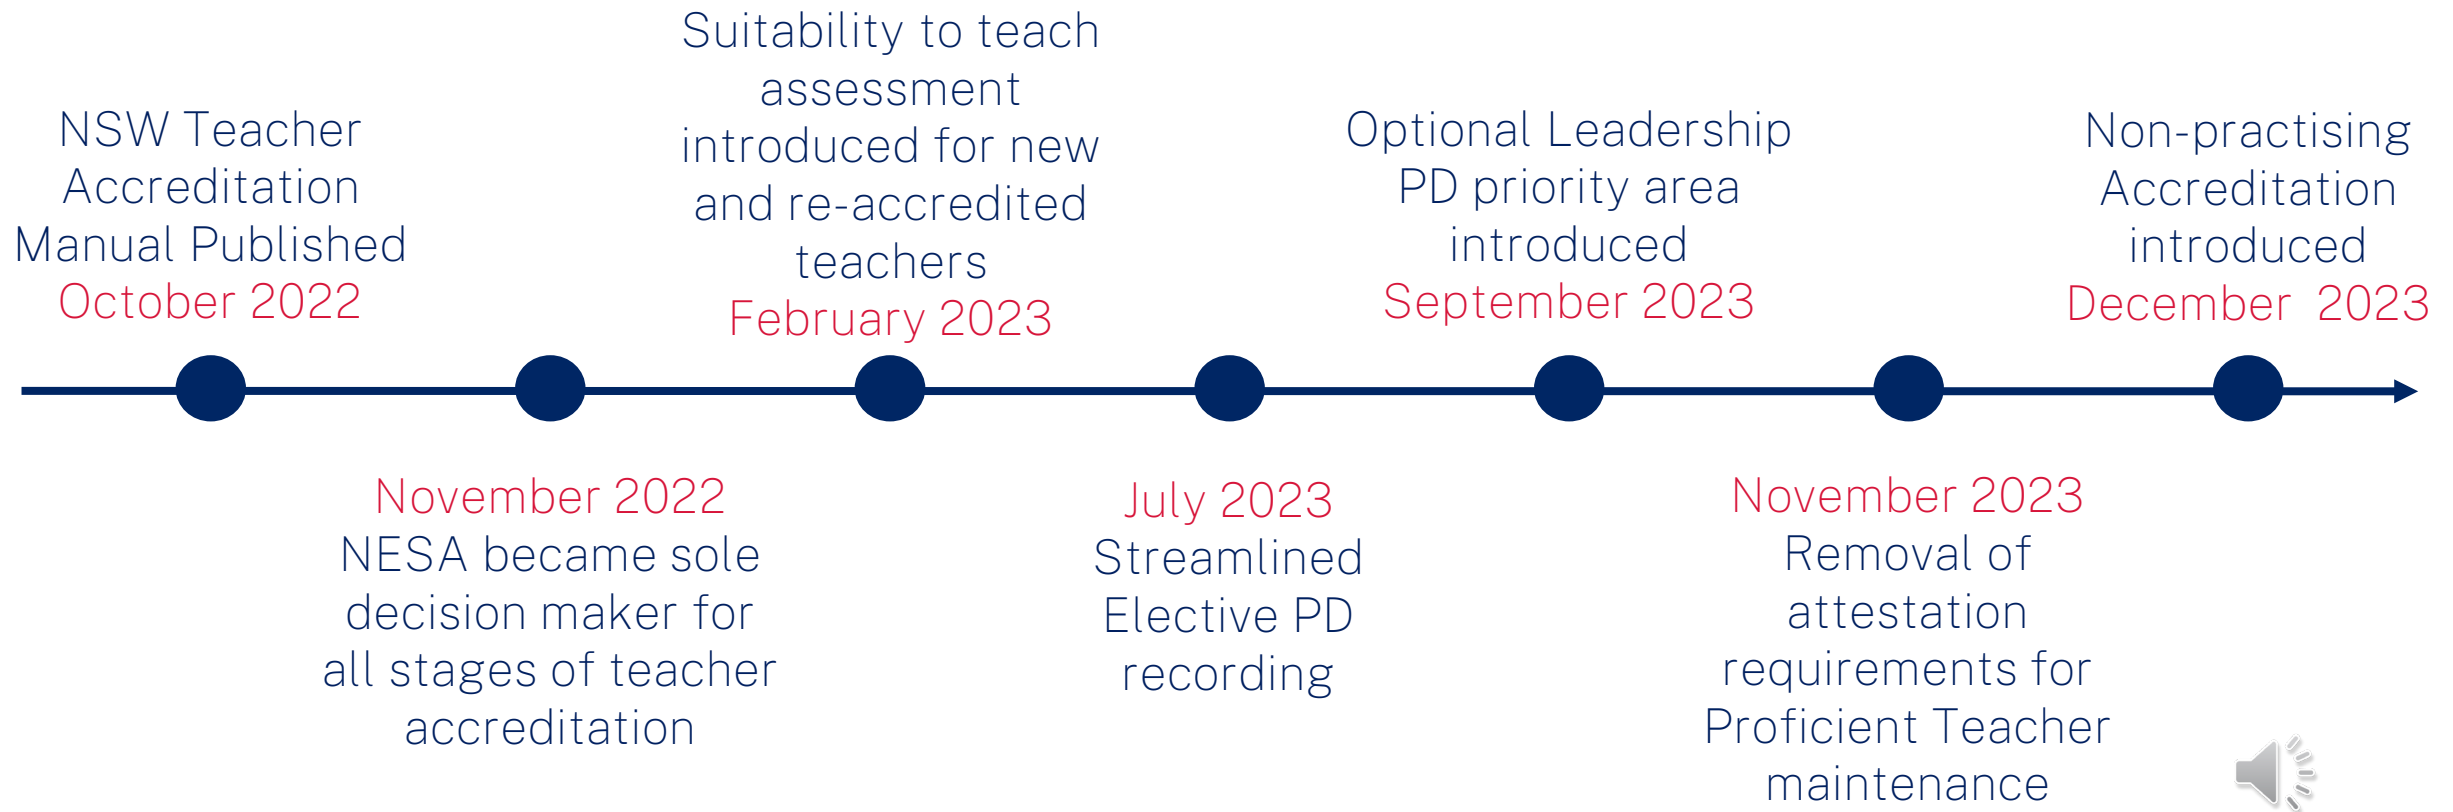 NSW Teacher
Accreditation
Manual Published
October 2022
November 2022
NESA became sole
decision maker for
all stages of teacher
accreditation
Suitability to teach
assessment
introduced for new
and re-accredited
teachers
February 2023
July 2023
Streamlined
Elective PD
recording
Optional Leadership
PD priority area
introduced
September 2023
November 2023
Removal of
attestation
requirements for
Proficient Teacher
maintenance
Non-practising
Accreditation
introduced
December 2023